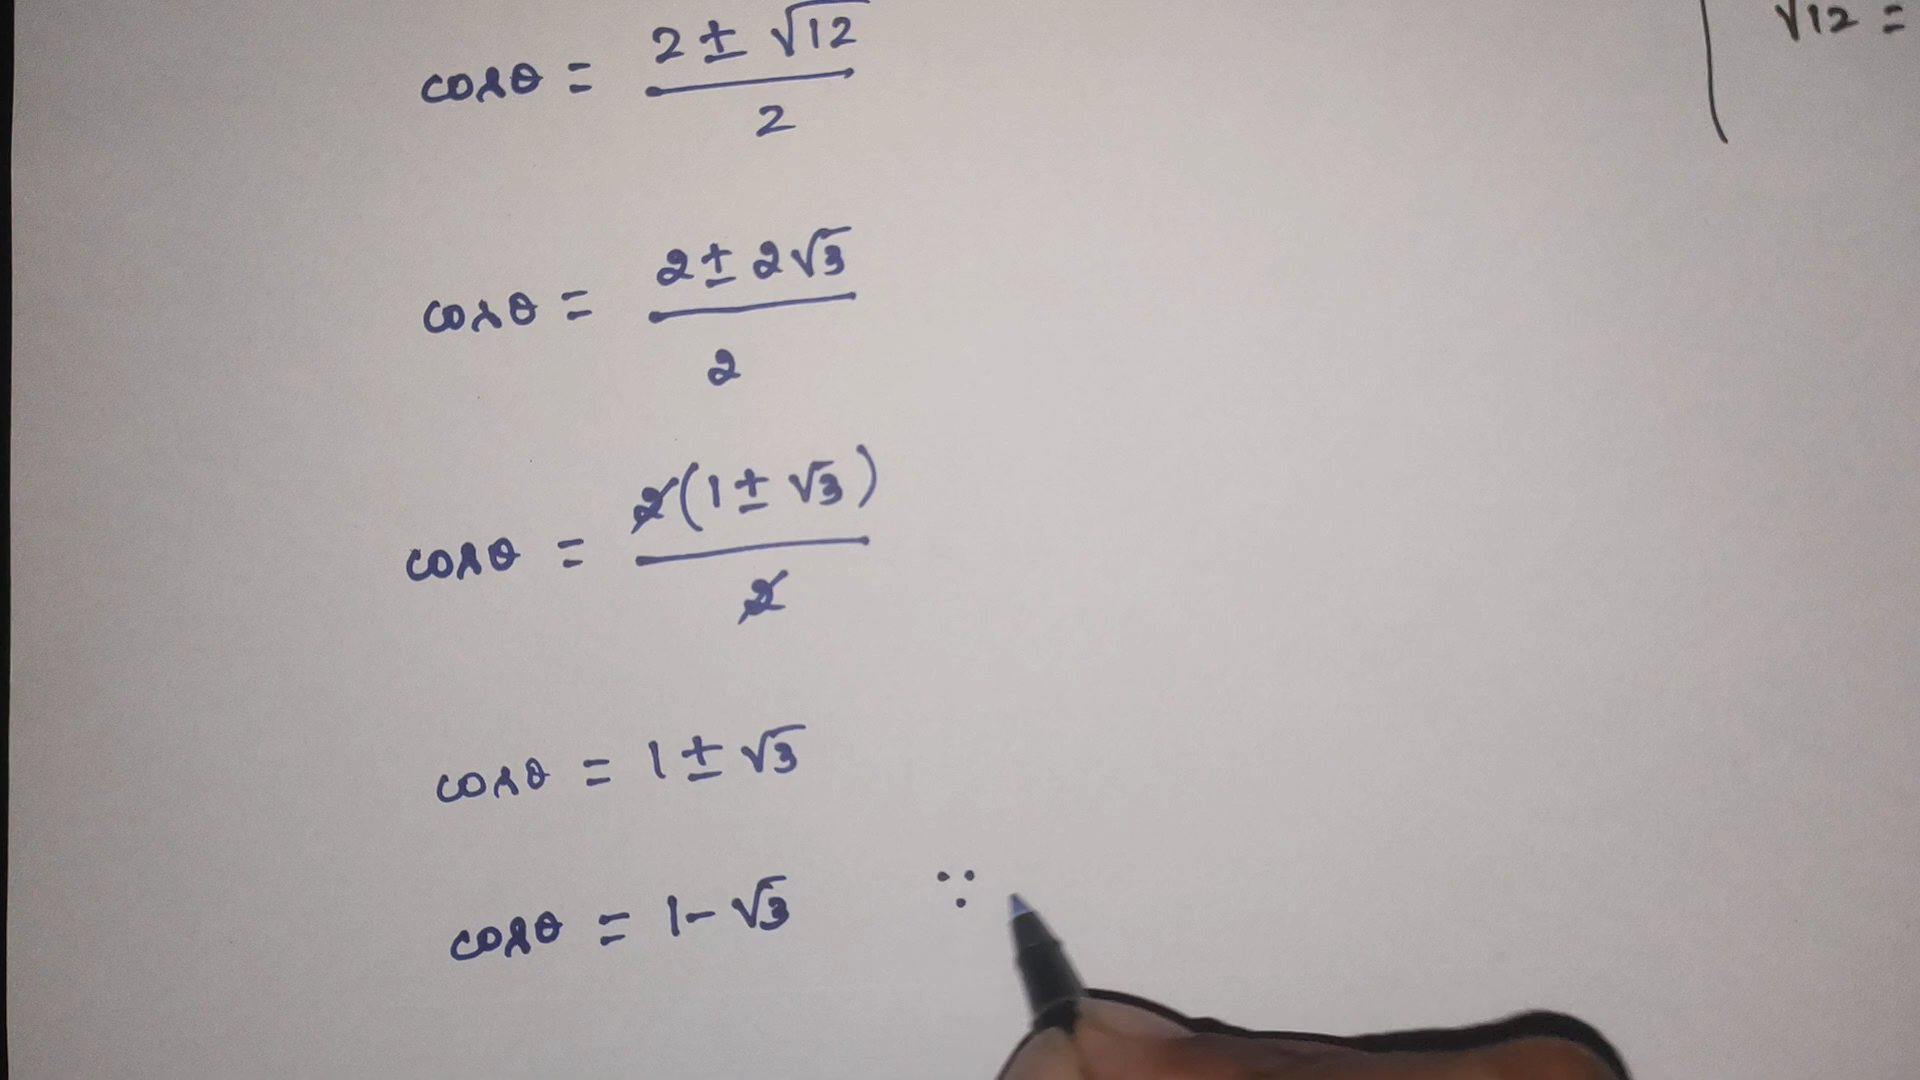 cosθ = (2 ± √12)/2
√12 =
cosθ = (2 ± 2√3)/2
cosθ = 2(1 ± √3)/2
cosθ = 1 ± √3
cosθ = 1 - √3 ∵